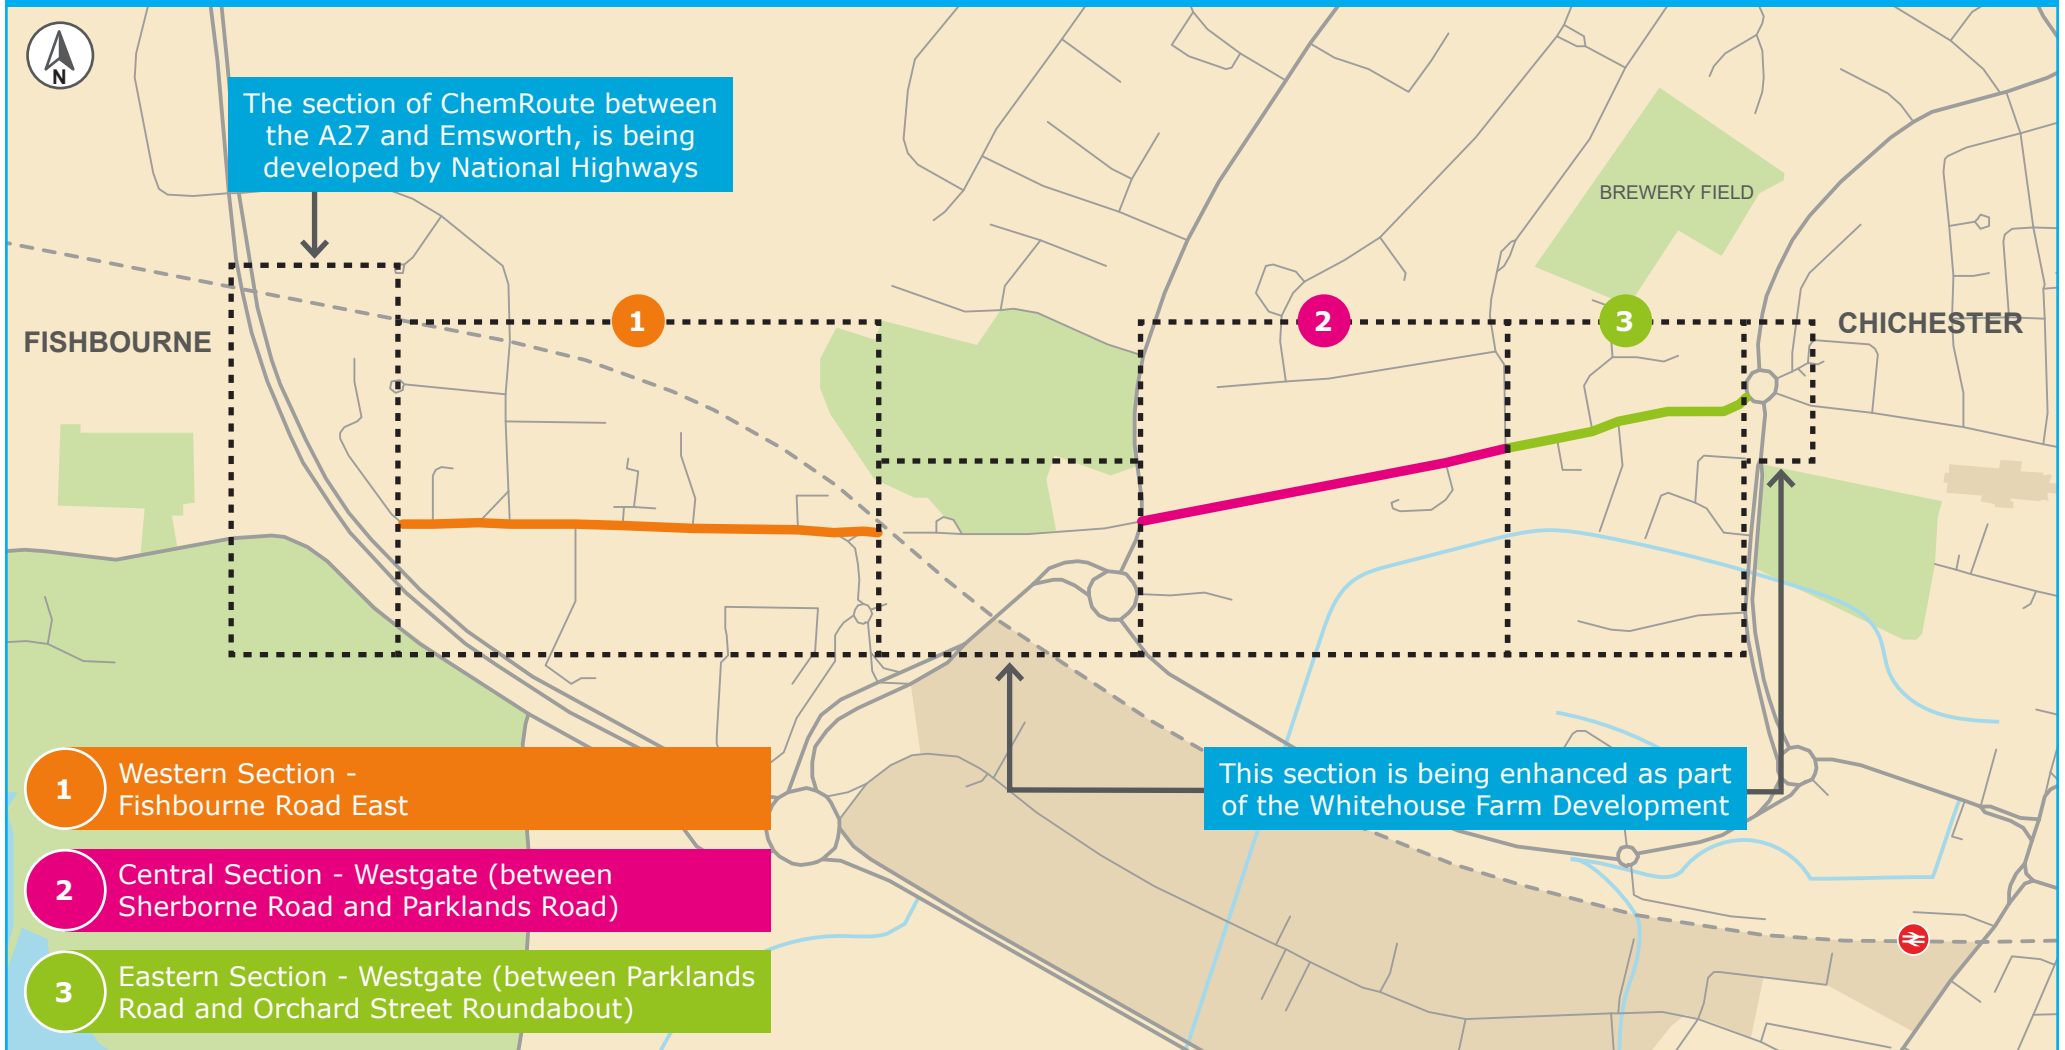 N
The section of ChemRoute between
the A27 and Emsworth, is being
developed by National Highways
BREWERY FIELD
FISHBOURNE
1
2
3
CHICHESTER
1
Western Section -
Fishbourne Road East
2
Central Section - Westgate (between
Sherborne Road and Parklands Road)
3
Eastern Section - Westgate (between Parklands
Road and Orchard Street Roundabout)
This section is being enhanced as part
of the Whitehouse Farm Development